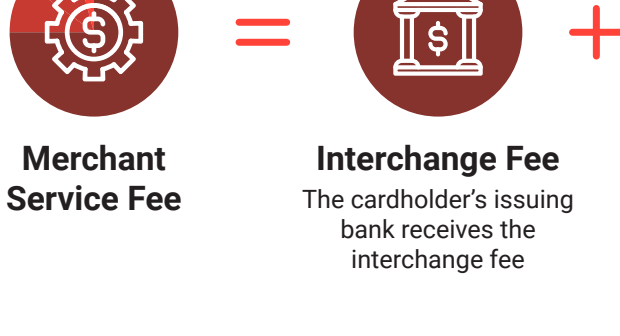 $
=
$
+
Merchant
Service Fee
Interchange Fee
The cardholder’s issuing
bank receives the
interchange fee